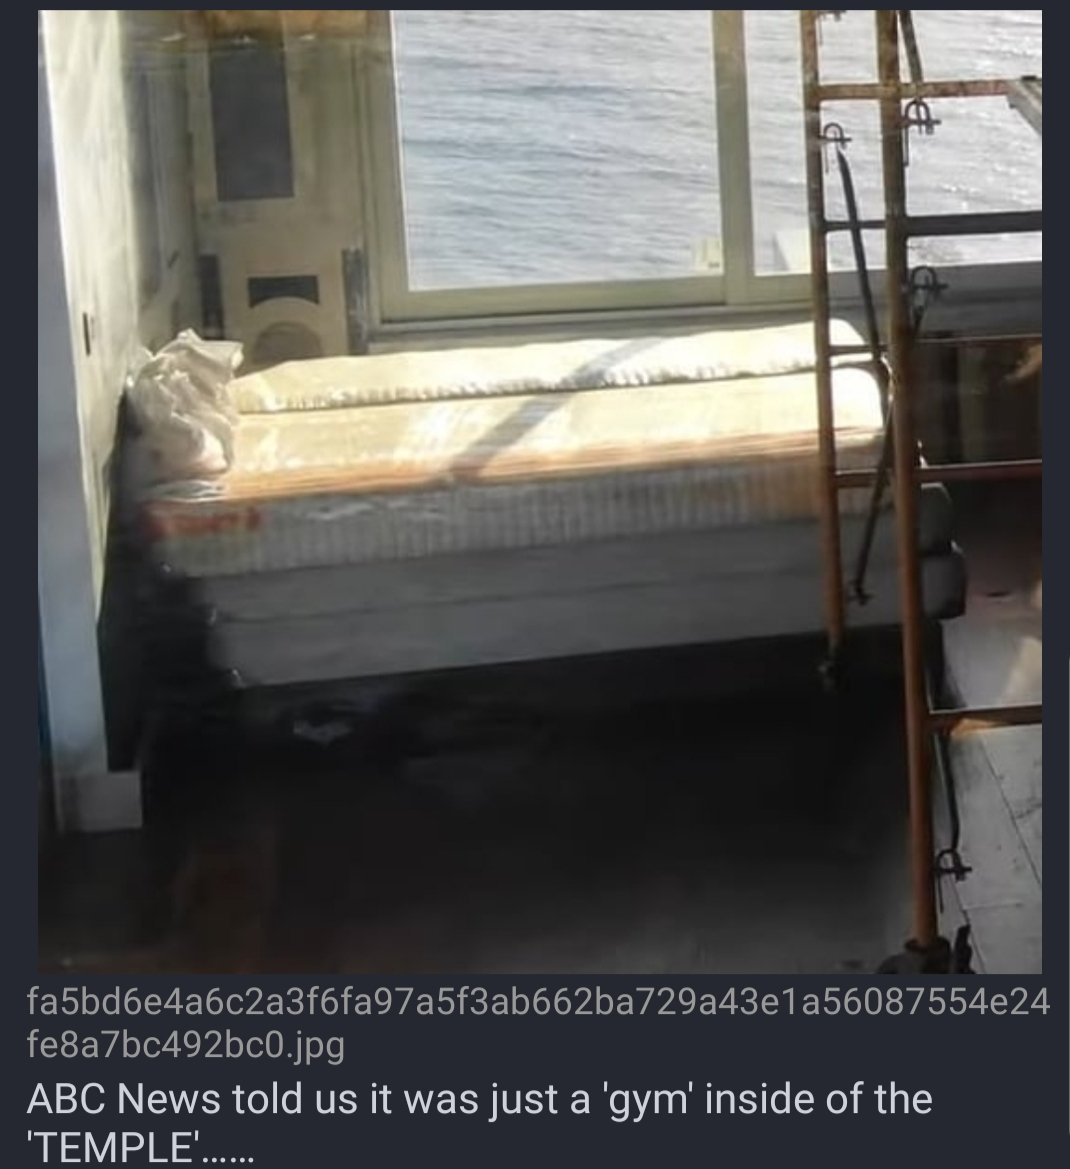 fa5bd6e4a6c2a3f6fa97a5f3ab662ba729a43e1a56087554e24
fe8a7bc492bc0.jpg
ABC News told us it was just a 'gym' inside of the
'TEMPLE'......